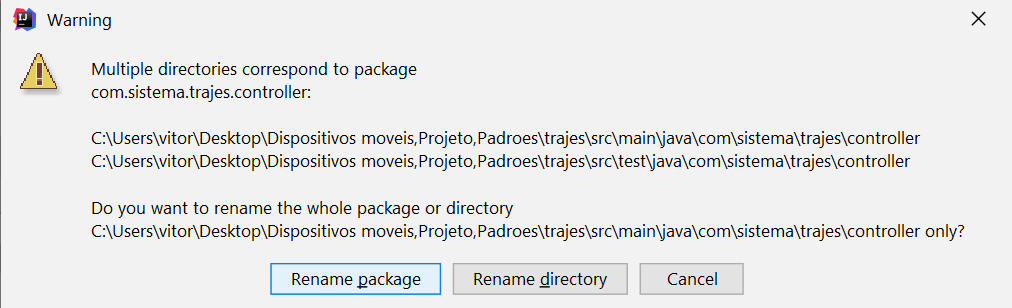 IJ
Warning
Multiple directories correspond to package
com.sistema.trajes.controller:
C:\Users\vitor\Desktop\Dispositivos moveis,Projeto,Padroes\trajes\src\main\java\com\sistema\trajes\controller
C:\Users\vitor\Desktop\Dispositivos moveis,Projeto,Padroes\trajes\src\test\java\com\sistema\trajes\controller
Do you want to rename the whole package or directory
C:\Users\vitor\Desktop\Dispositivos moveis,Projeto,Padroes\trajes\src\main\java\com\sistema\trajes\controller only?
Rename package
Rename directory
Cancel